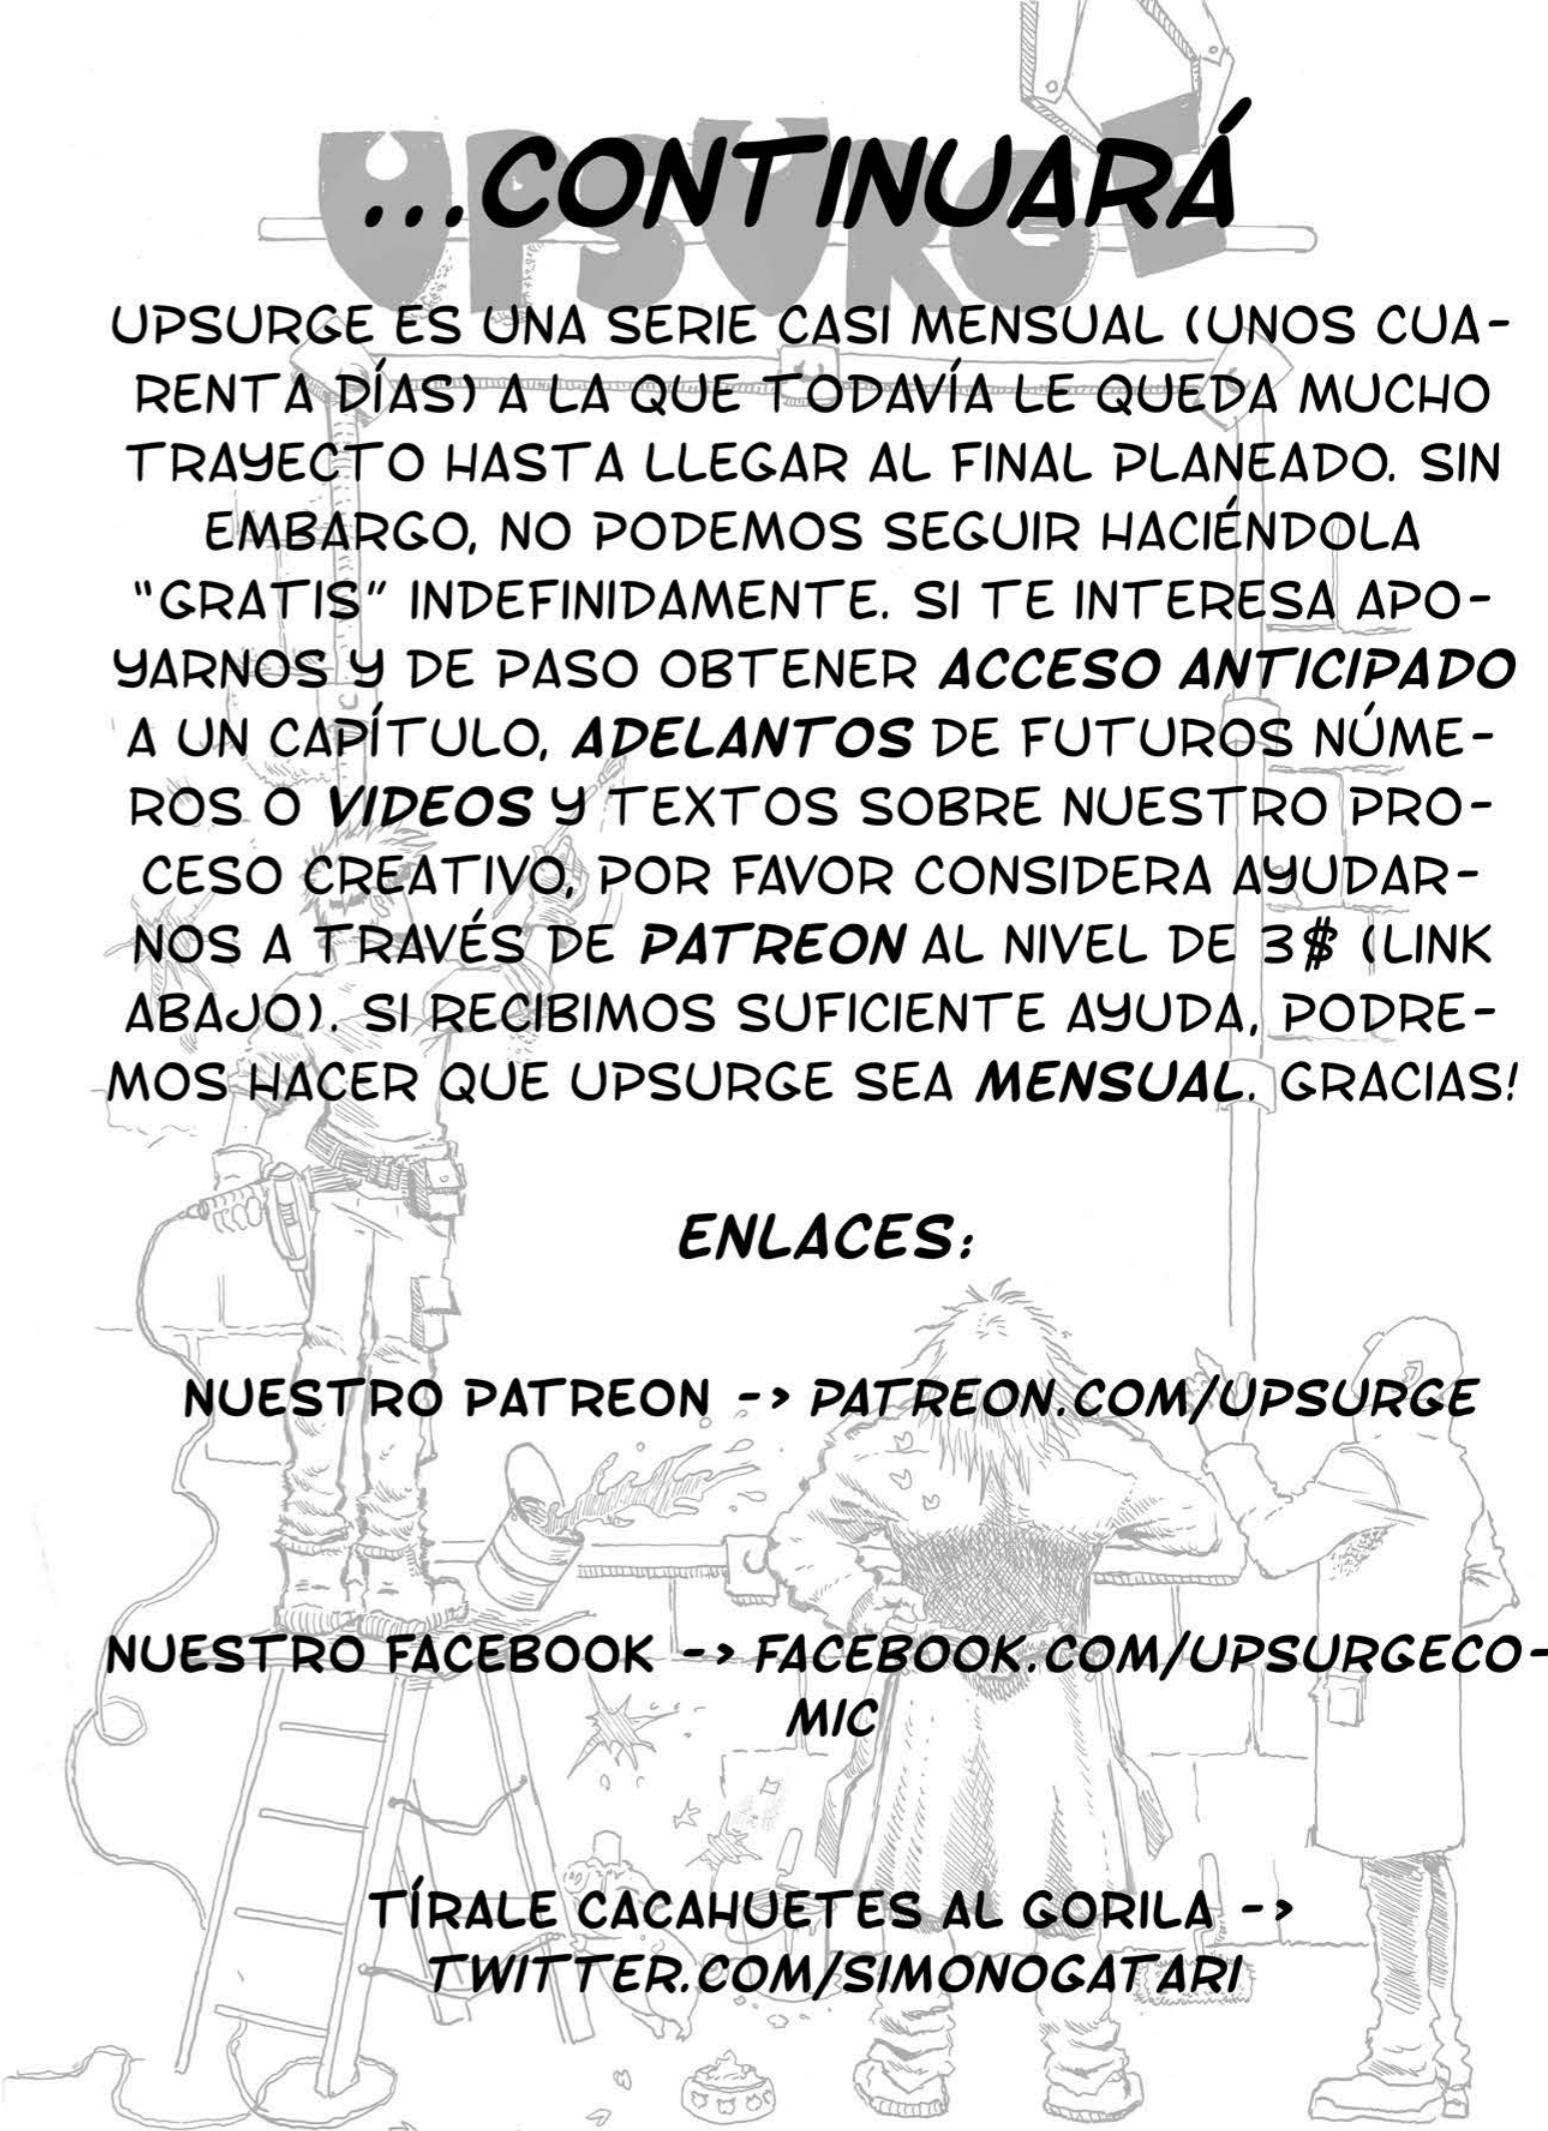 UPSURGE
...CONTINUARÁ
UPSURGE ES UNA SERIE CASI MENSUAL (UNOS CUA-
RENTA DÍAS) A LA QUE TODAVÍA LE QUEDA MUCHO
TRAYECTO HASTA LLEGAR AL FINAL PLANEADO. SIN
EMBARGO, NO PODEMOS SEGUIR HACIÉNDOLA
"GRATIS" INDEFINIDAMENTE. SI TE INTERESA APO-
YARNOS Y DE PASO OBTENER ACCESO ANTICIPADO
A UN CAPÍTULO, ADELANTOS DE FUTUROS NÚME-
ROS O VIDEOS Y TEXTOS SOBRE NUESTRO PRO-
CESO CREATIVO, POR FAVOR CONSIDERA AYUDAR-
NOS A TRAVÉS DE PATREON AL NIVEL DE 3$ (LINK
ABAJO). SI RECIBIMOS SUFICIENTE AYUDA, PODRE-
MOS HACER QUE UPSURGE SEA MENSUAL. GRACIAS!
ENLACES:
NUESTRO PATREON -> PATREON.COM/UPSURGE
NUESTRO FACEBOOK -> FACEBOOK.COM/UPSURGECO-
MIC
TÍRALE CACAHUETES AL GORILA ->
TWITTER.COM/SIMONOGATARI